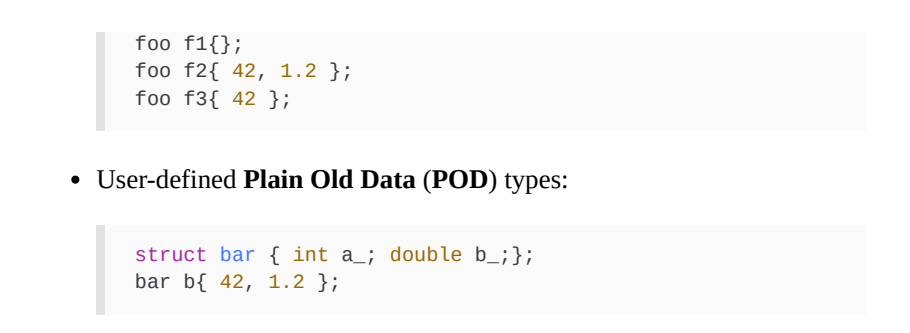 foo f1{};
foo f2{ 42, 1.2 };
foo f3{ 42 };
• User-defined Plain Old Data (POD) types:
struct bar { int a_; double b_;};
bar b{ 42, 1.2 };